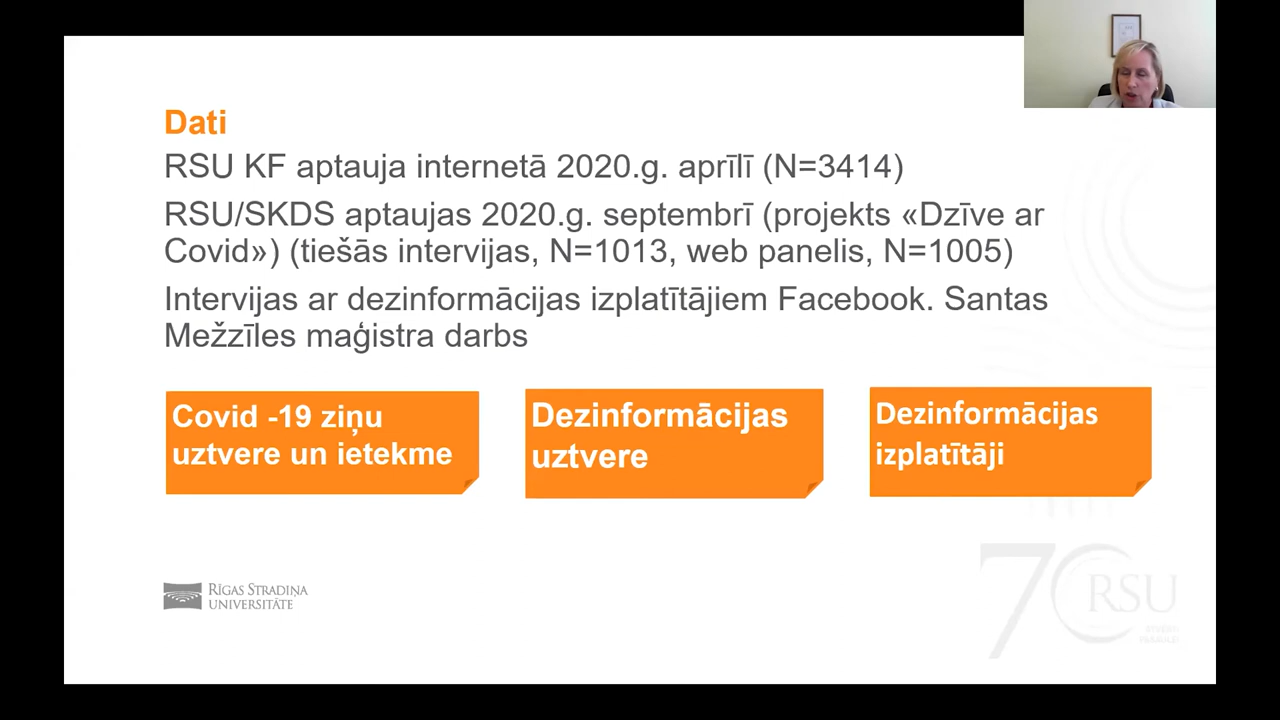 Dati
RSU KF aptauja internetā 2020.g. aprīlī (N=3414)
RSU/SKDS aptaujas 2020.g. septembrī (projekts «Dzīve ar
Covid») (tiešās intervijas, N=1013, web panelis, N=1005)
Intervijas ar dezinformācijas izplatītājiem Facebook. Santas
Mežzīles maģistra darbs
Covid -19 ziņu
uztvere un ietekme
Dezinformācijas
uztvere
Dezinformācijas
izplatītāji
RĪGAS STRADIŅA
UNIVERSITĀTE
70 RSU